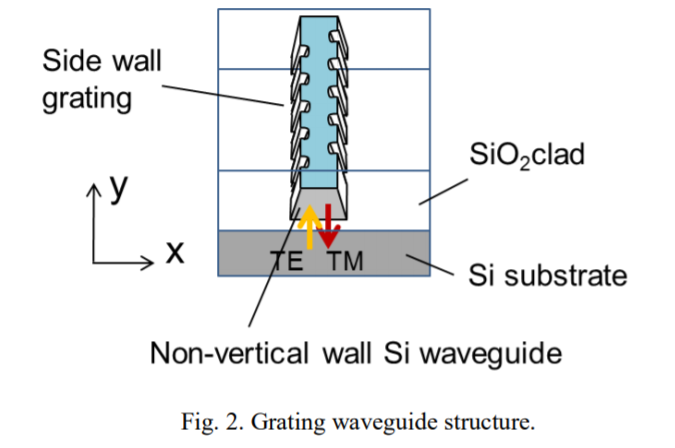 Side wall
grating
SiO₂clad
y
x
TE TM
Si substrate
Non-vertical wall Si waveguide
Fig. 2. Grating waveguide structure.